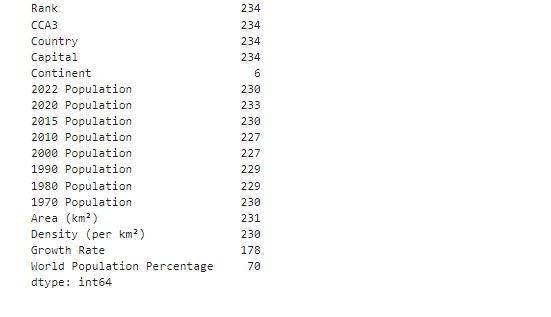 Rank 234
CCA3 234
Country 234
Capital 234
Continent 6
2022 Population 230
2020 Population 233
2015 Population 230
2010 Population 227
2000 Population 227
1990 Population 229
1980 Population 229
1970 Population 230
Area (km²) 231
Density (per km²) 230
Growth Rate 178
World Population Percentage 70
dtype: int64